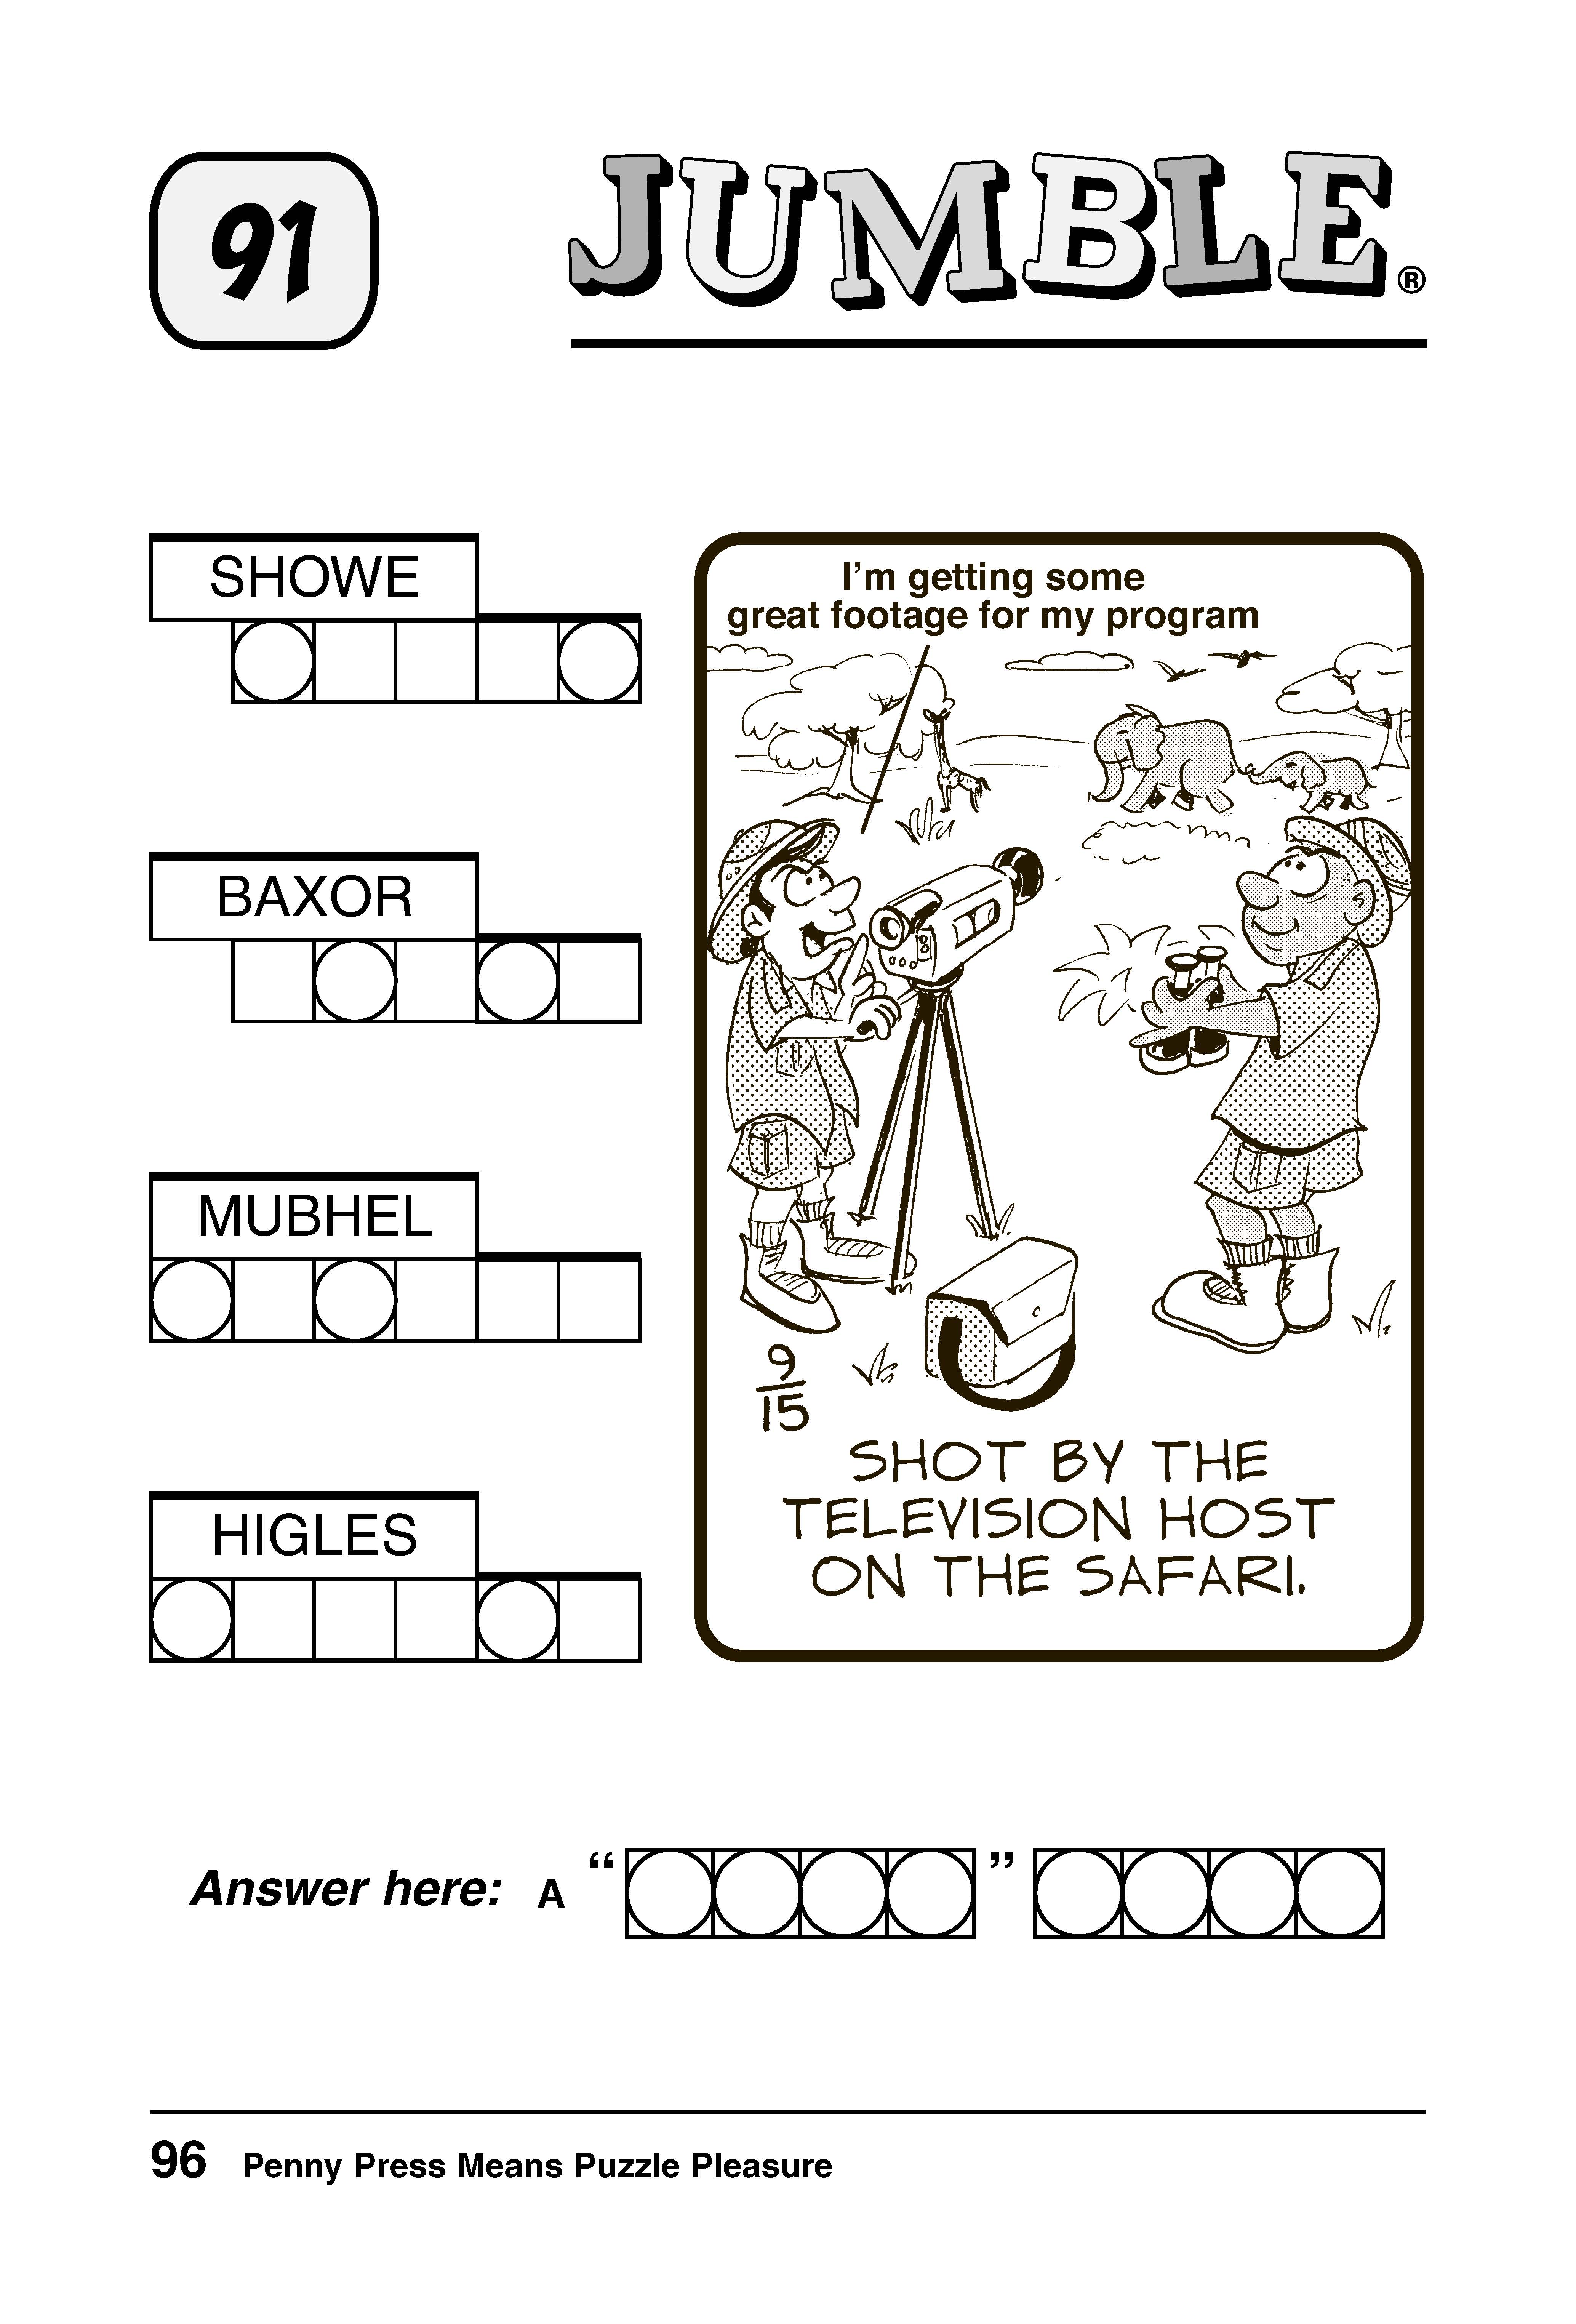 91
JUMBLE®
SHOWE
BAXOR
MUBHEL
HIGLES
I’m getting some
great footage for my program
9
15
SHOT BY THE
TELEVISION HOST
ON THE SAFARI.
Answer here: A “ ”
96 Penny Press Means Puzzle Pleasure